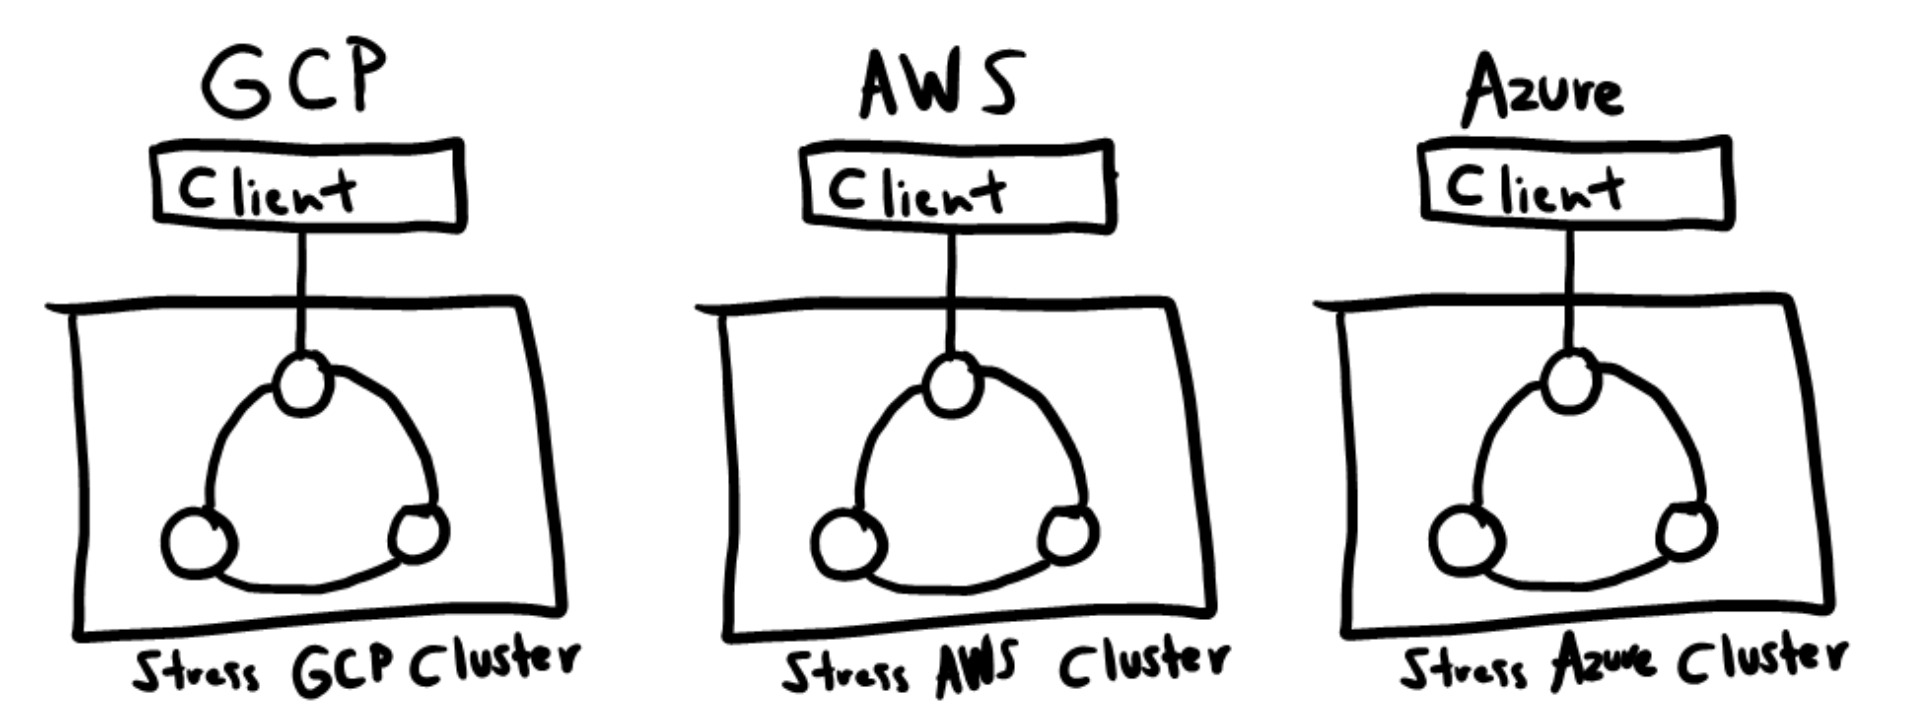 GCP
Client
Stress GCP Cluster
AWS
Client
Stress AWS Cluster
Azure
Client
Stress Azure Cluster